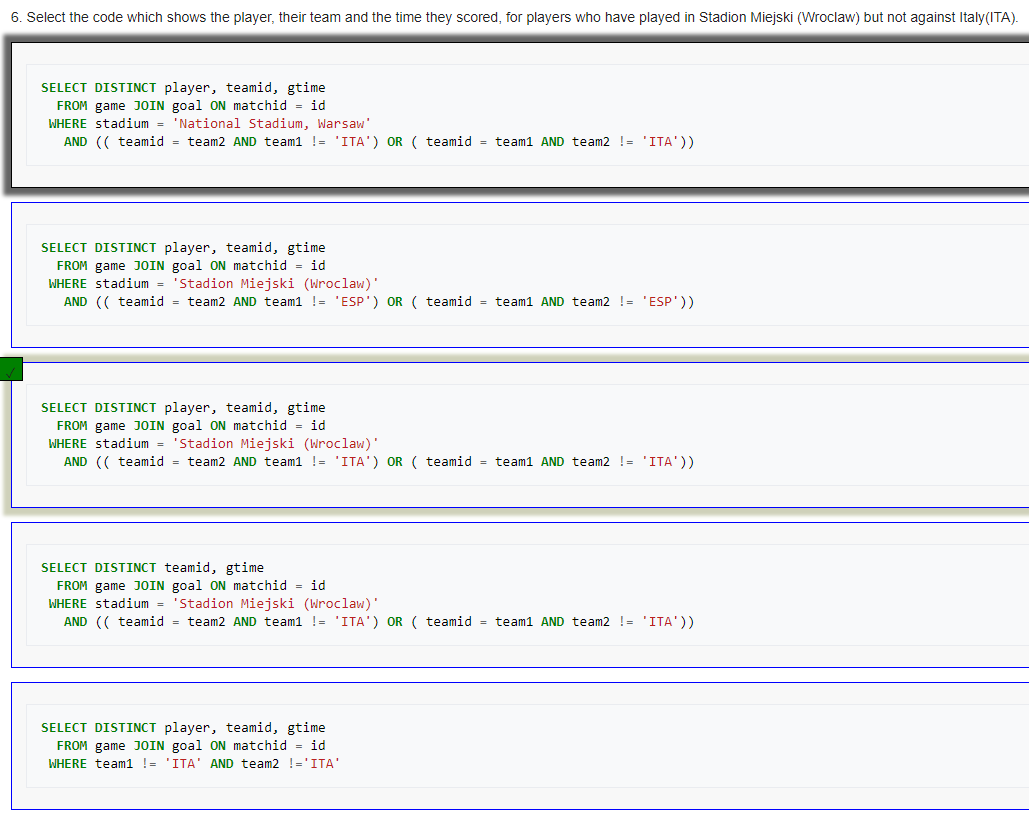 6. Select the code which shows the player, their team and the time they scored, for players who have played in Stadion Miejski (Wroclaw) but not against Italy(ITA).
SELECT DISTINCT player, teamid, gtime
FROM game JOIN goal ON matchid = id
WHERE stadium = 'National Stadium, Warsaw'
AND (( teamid = team2 AND team1 != 'ITA') OR ( teamid = team1 AND team2 != 'ITA'))
SELECT DISTINCT player, teamid, gtime
FROM game JOIN goal ON matchid = id
WHERE stadium = 'Stadion Miejski (Wroclaw)'
AND (( teamid = team2 AND team1 != 'ESP') OR ( teamid = team1 AND team2 != 'ESP'))
SELECT DISTINCT player, teamid, gtime
FROM game JOIN goal ON matchid = id
WHERE stadium = 'Stadion Miejski (Wroclaw)'
AND (( teamid = team2 AND team1 != 'ITA') OR ( teamid = team1 AND team2 != 'ITA'))
SELECT DISTINCT teamid, gtime
FROM game JOIN goal ON matchid = id
WHERE stadium = 'Stadion Miejski (Wroclaw)'
AND (( teamid = team2 AND team1 != 'ITA') OR ( teamid = team1 AND team2 != 'ITA'))
SELECT DISTINCT player, teamid, gtime
FROM game JOIN goal ON matchid = id
WHERE team1 != 'ITA' AND team2 !='ITA'